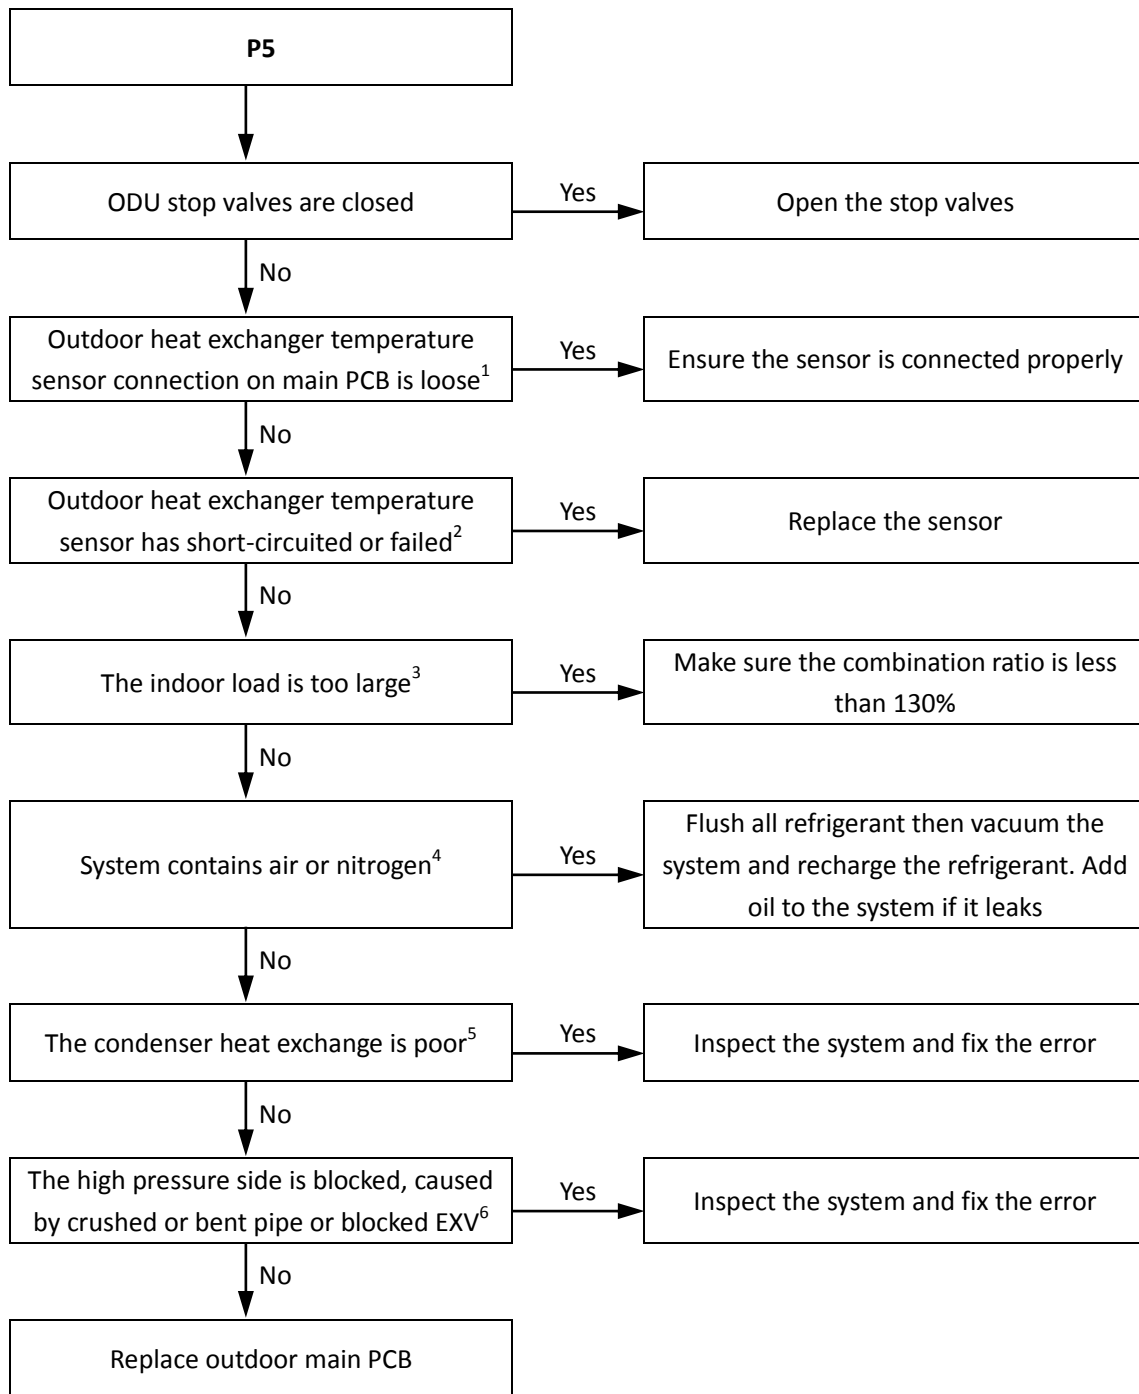 P5
ODU stop valves are closed
Yes
Open the stop valves
No
Outdoor heat exchanger temperature
sensor connection on main PCB is loose1
Yes
Ensure the sensor is connected properly
No
Outdoor heat exchanger temperature
sensor has short-circuited or failed2
Yes
Replace the sensor
No
The indoor load is too large3
Yes
Make sure the combination ratio is less
than 130%
No
System contains air or nitrogen4
Yes
Flush all refrigerant then vacuum the
system and recharge the refrigerant. Add
oil to the system if it leaks
No
The condenser heat exchange is poor5
Yes
Inspect the system and fix the error
No
The high pressure side is blocked, caused
by crushed or bent pipe or blocked EXV6
Yes
Inspect the system and fix the error
No
Replace outdoor main PCB